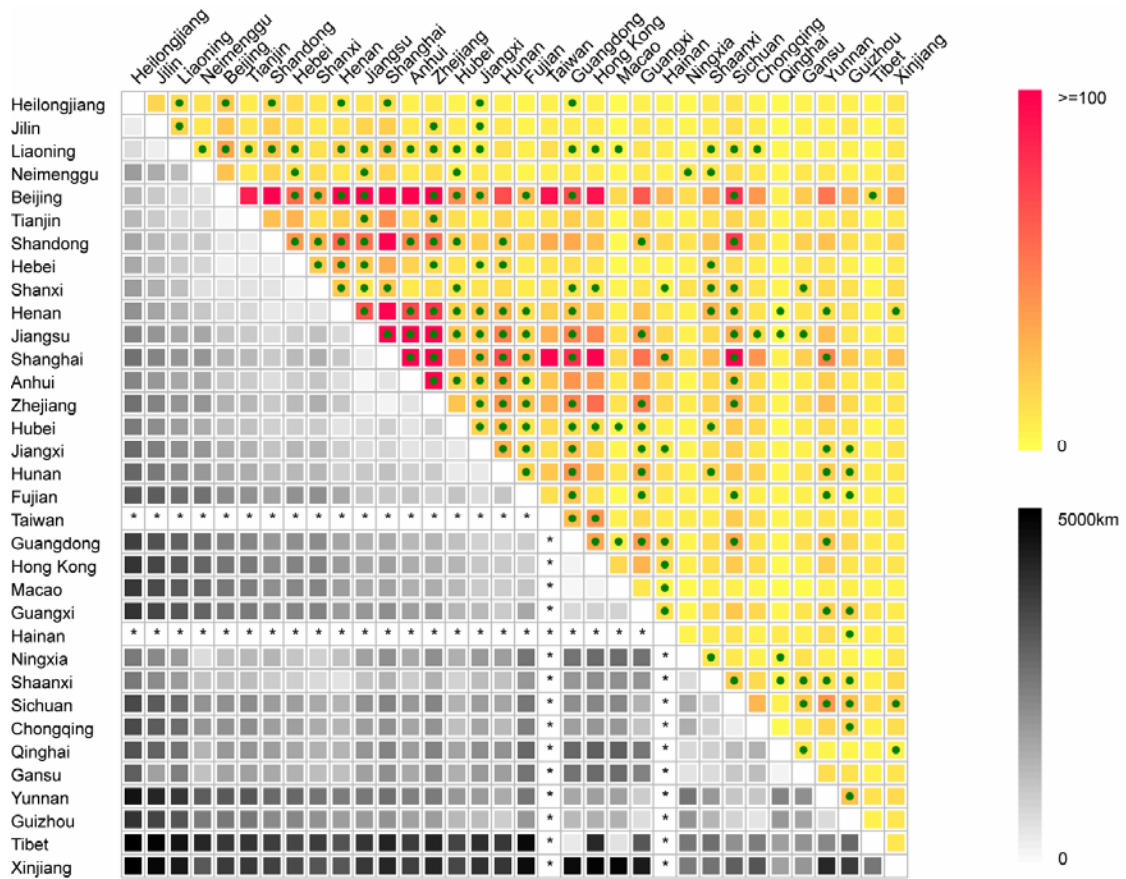 Heilongjiang
Jilin
Liaoning
Neimenggu
Beijing
Tianjin
Shandong
Hebei
Shanxi
Henan
Jiangsu
Shanghai
Anhui
Zhejiang
Hubei
Jiangxi
Hunan
Fujian
Taiwan
Guangdong
Hong Kong
Macao
Guangxi
Hainan
Ningxia
Shaanxi
Sichuan
Chongqing
Qinghai
Gansu
Yunnan
Guizhou
Tibet
Xinjiang
Heilongjiang
Jilin
Liaoning
Neimenggu
Beijing
Tianjin
Shandong
Hebei
Shanxi
Henan
Jiangsu
Shanghai
Anhui
Zhejiang
Hubei
Jiangxi
Hunan
Fujian
Taiwan * * * * * * * * * * * * * * * * * *
Guangdong *
Hong Kong *
Macao *
Guangxi *
Hainan * * * * * * * * * * * * * * * * * * * * * * *
Ningxia * *
Shaanxi * *
Sichuan * *
Chongqing * *
Qinghai * *
Gansu * *
Yunnan * *
Guizhou * *
Tibet * *
Xinjiang * *
>=100
0
5000km
0